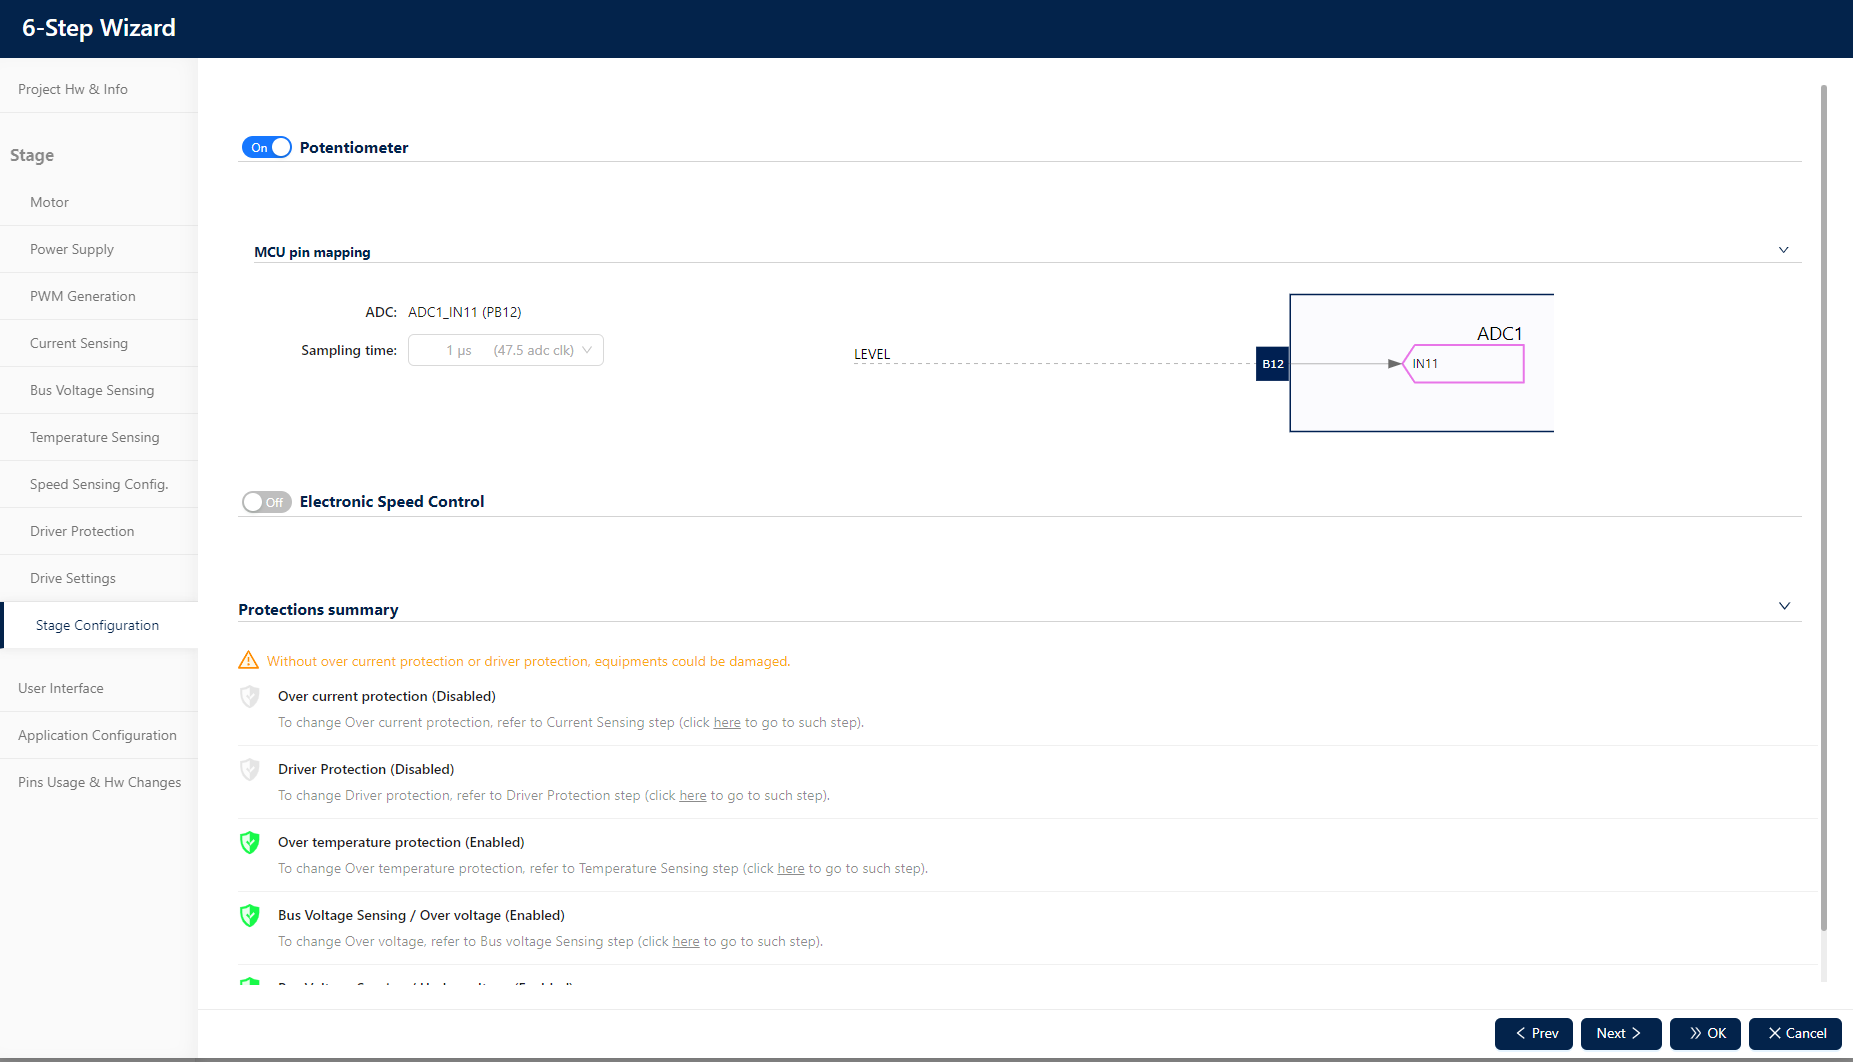 6-Step Wizard
Project Hw & Info
Stage
Motor
Power Supply
PWM Generation
Current Sensing
Bus Voltage Sensing
Temperature Sensing
Speed Sensing Config.
Driver Protection
Drive Settings
Stage Configuration
User Interface
Application Configuration
Pins Usage & Hw Changes
On Potentiometer
MCU pin mapping
ADC: ADC1_IN11 (PB12)
Sampling time: 1 µs (47.5 adc clk)
LEVEL
B12
ADC1
IN11
Off Electronic Speed Control
Protections summary
Without over current protection or driver protection, equipments could be damaged.
Over current protection (Disabled)
To change Over current protection, refer to Current Sensing step (click here to go to such step).
Driver Protection (Disabled)
To change Driver protection, refer to Driver Protection step (click here to go to such step).
Over temperature protection (Enabled)
To change Over temperature protection, refer to Temperature Sensing step (click here to go to such step).
Bus Voltage Sensing / Over voltage (Enabled)
To change Over voltage, refer to Bus voltage Sensing step (click here to go to such step).
Prev Next OK Cancel